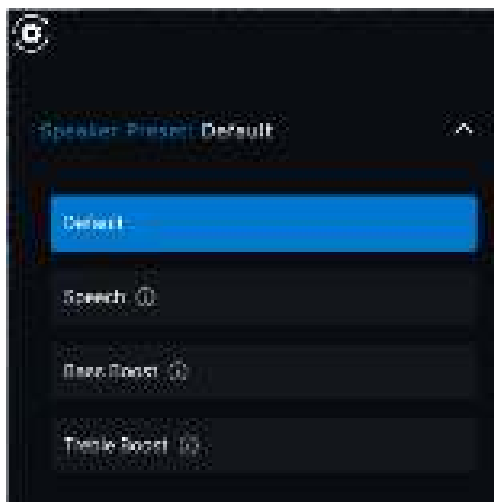 Speaker Preset: Default
Default
Speech
Bass Boost
Treble Boost